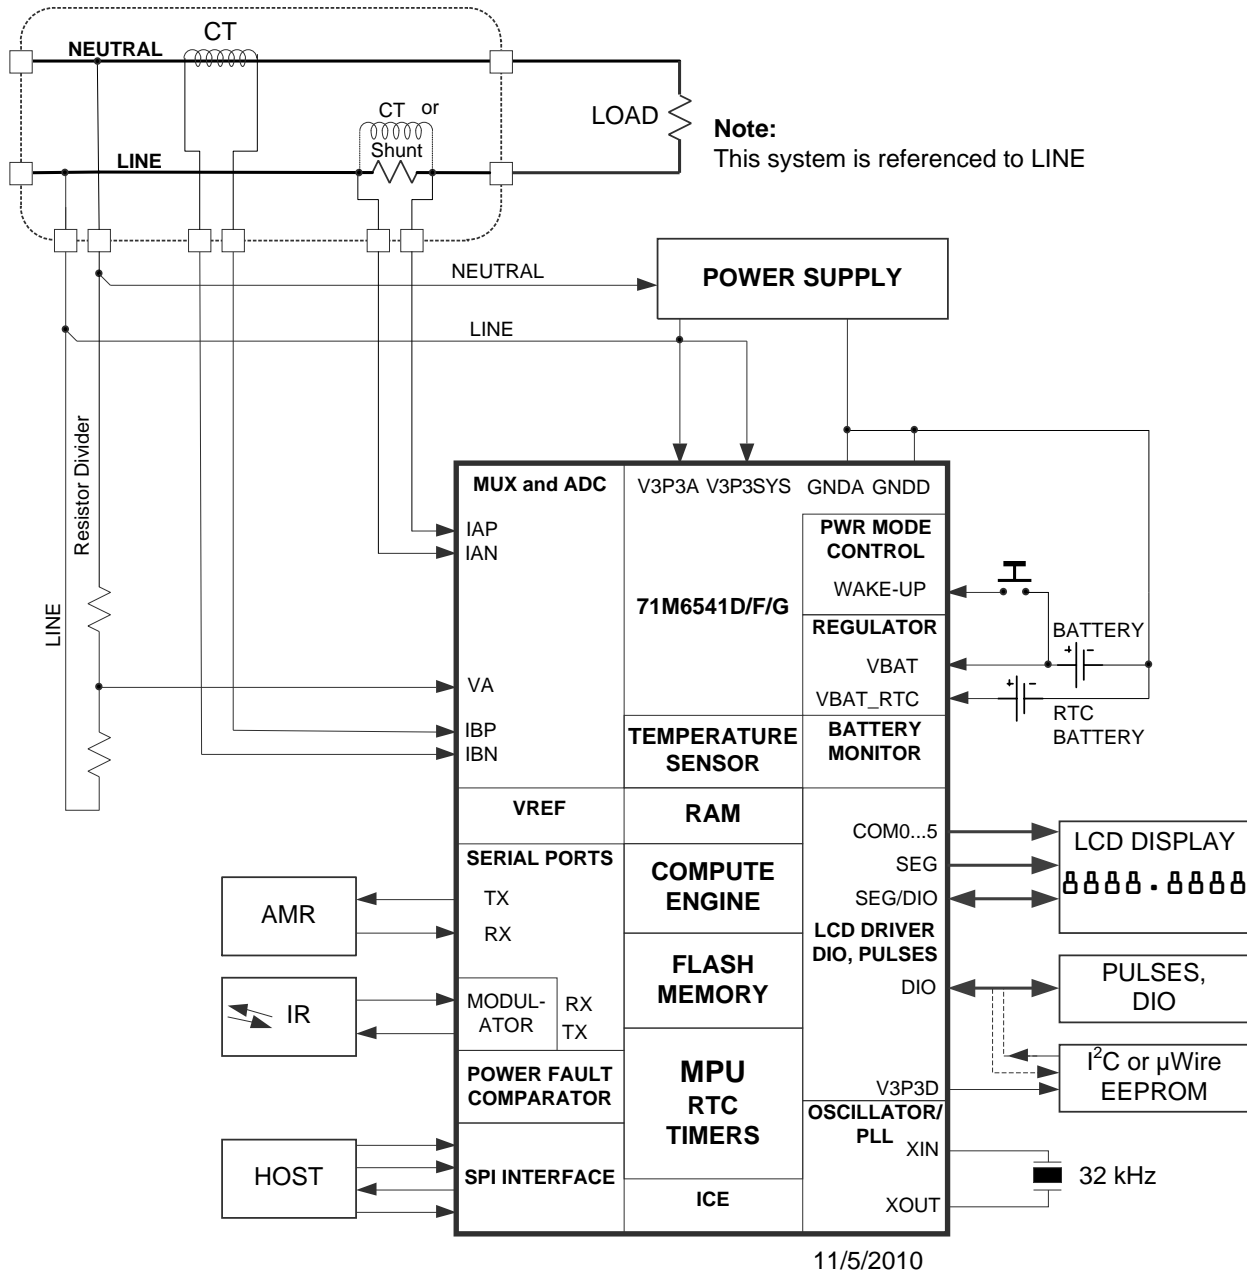 CT
NEUTRAL
CT or
Shunt
LINE
LOAD
Note:
This system is referenced to LINE
NEUTRAL
LINE
POWER SUPPLY
Resistor Divider
LINE
MUX and ADC
V3P3A V3P3SYS GNDA GNDD
IAP
IAN
VA
IBP
IBN
71M6541D/F/G
PWR MODE
CONTROL
WAKE-UP
REGULATOR
VBAT
VBAT_RTC
BATTERY
+ -
+ -
RTC
BATTERY
TEMPERATURE
SENSOR
BATTERY
MONITOR
VREF
RAM
SERIAL PORTS
TX
RX
COMPUTE
ENGINE
COM0...5
SEG
SEG/DIO
LCD DRIVER
DIO, PULSES
DIO
LCD DISPLAY
8888.8888
AMR
IR
MODUL-
ATOR
RX
TX
FLASH
MEMORY
PULSES,
DIO
I²C or µWire
EEPROM
V3P3D
POWER FAULT
COMPARATOR
MPU
RTC
TIMERS
OSCILLATOR/
PLL
XIN
XOUT
32 kHz
HOST
SPI INTERFACE
ICE
11/5/2010